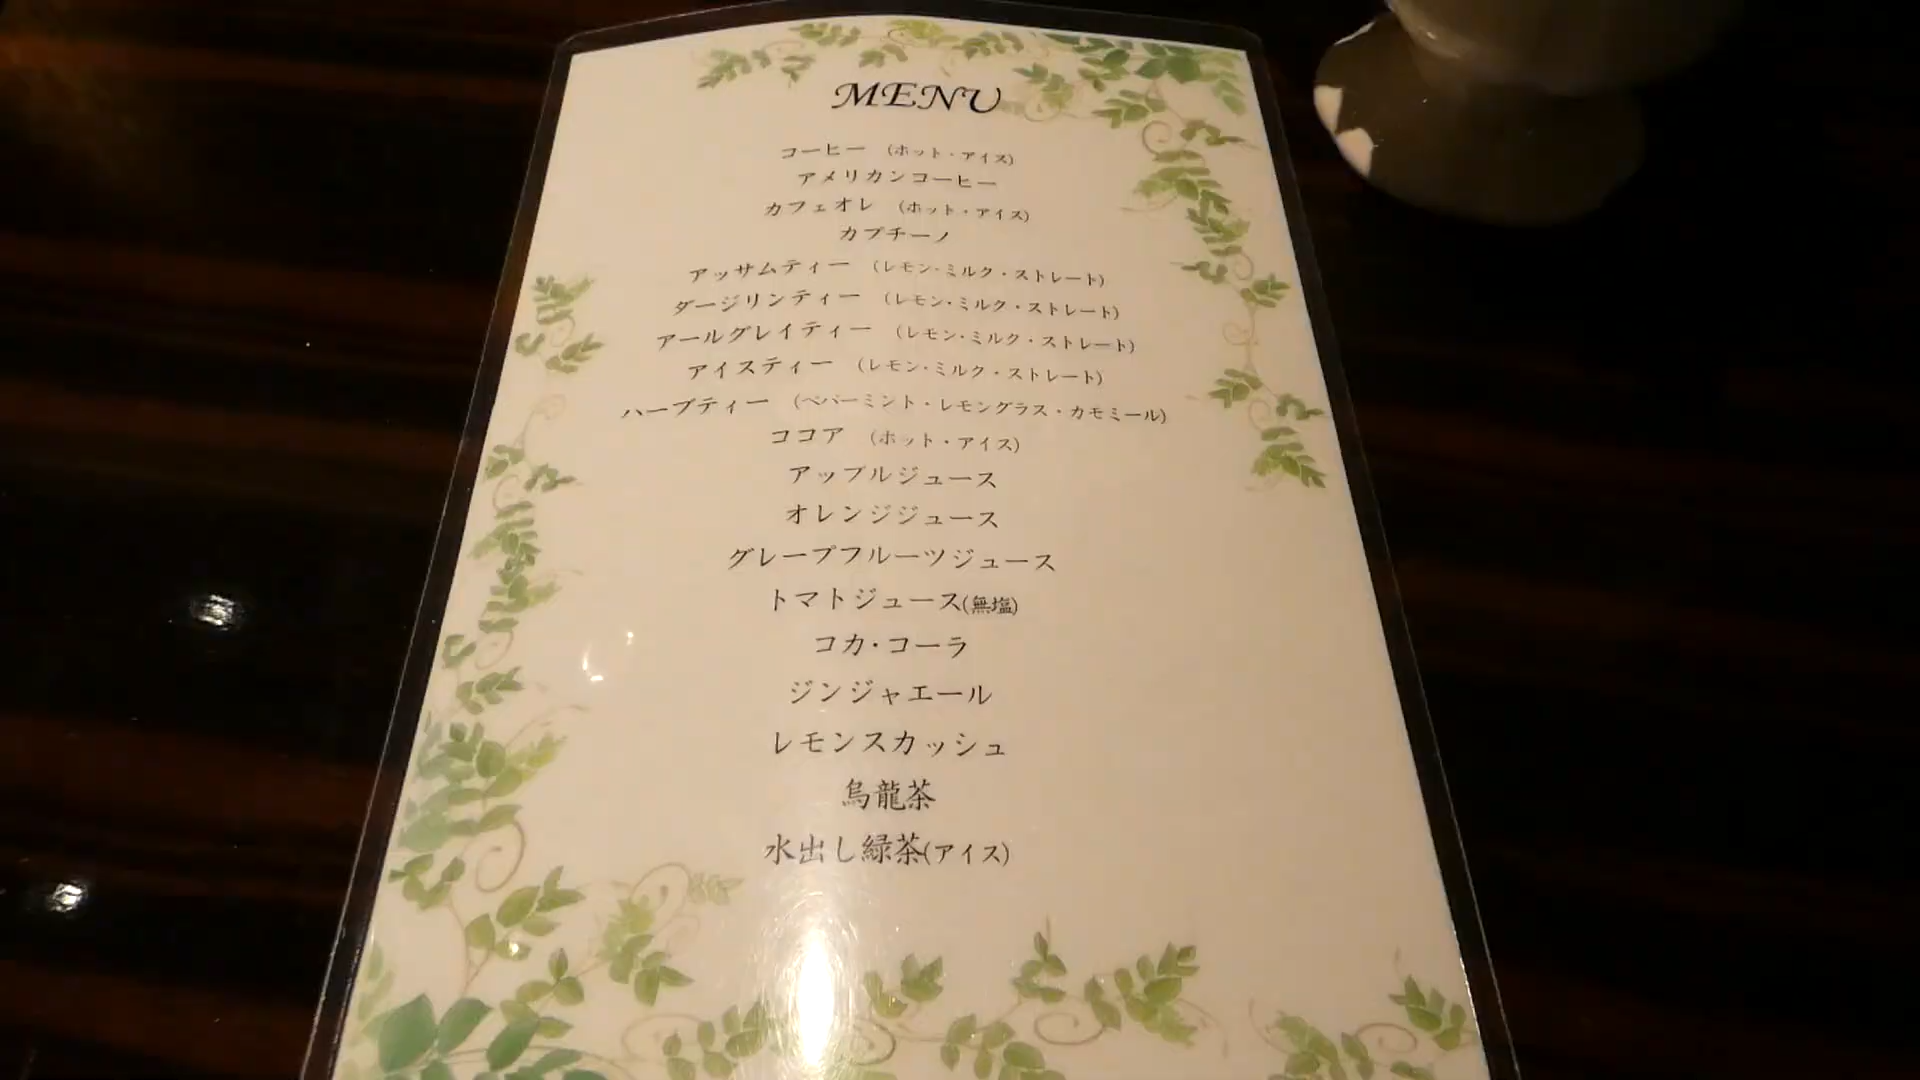 MENU
コーヒー (ホット・アイス)
アメリカンコーヒー
カフェオレ (ホット・アイス)
カプチーノ
アッサムティー (レモン・ミルク・ストレート)
ダージリンティー (レモン・ミルク・ストレート)
アールグレイティー (レモン・ミルク・ストレート)
アイスティー (レモン・ミルク・ストレート)
ハーブティー (ペパーミント・レモングラス・カモミール)
ココア (ホット・アイス)
アップルジュース
オレンジジュース
グレープフルーツジュース
トマトジュース(無塩)
コカ・コーラ
ジンジャエール
レモンスカッシュ
烏龍茶
水出し緑茶(アイス)